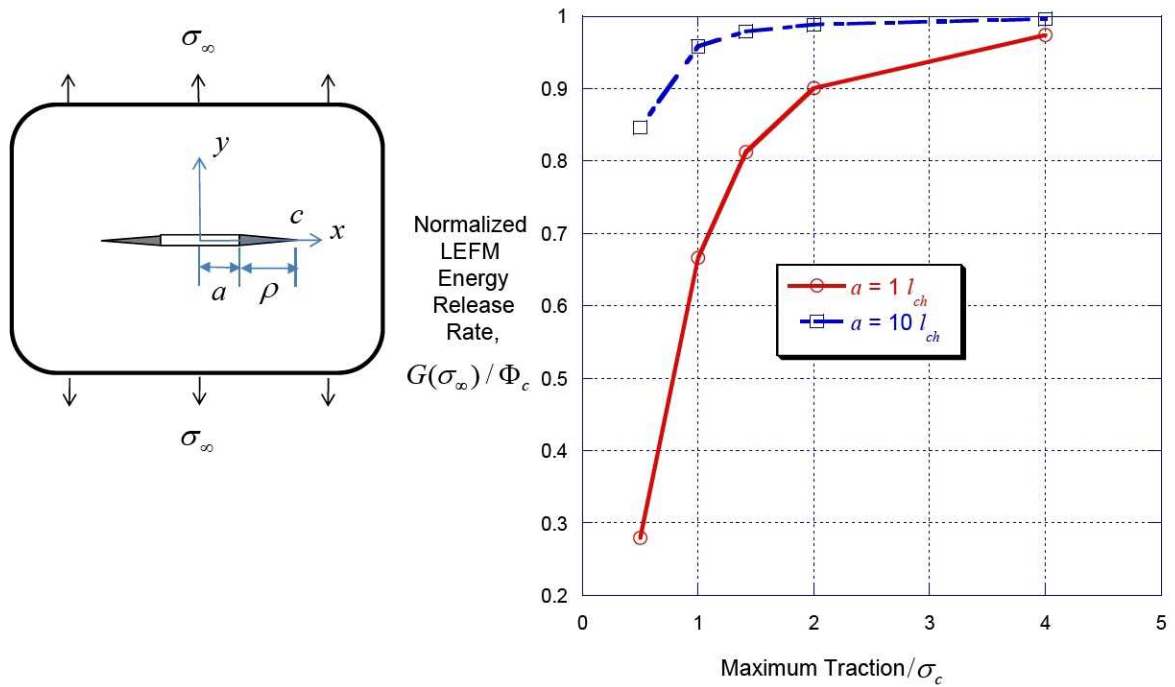 σ∞
y
c
x
a
ρ
σ∞
Normalized
LEFM
Energy
Release
Rate,
G(σ∞) / Φc
1
0.9
0.8
0.7
0.6
0.5
0.4
0.3
0.2
a = 1 lch
a = 10 lch
0 1 2 3 4 5
Maximum Traction/σc